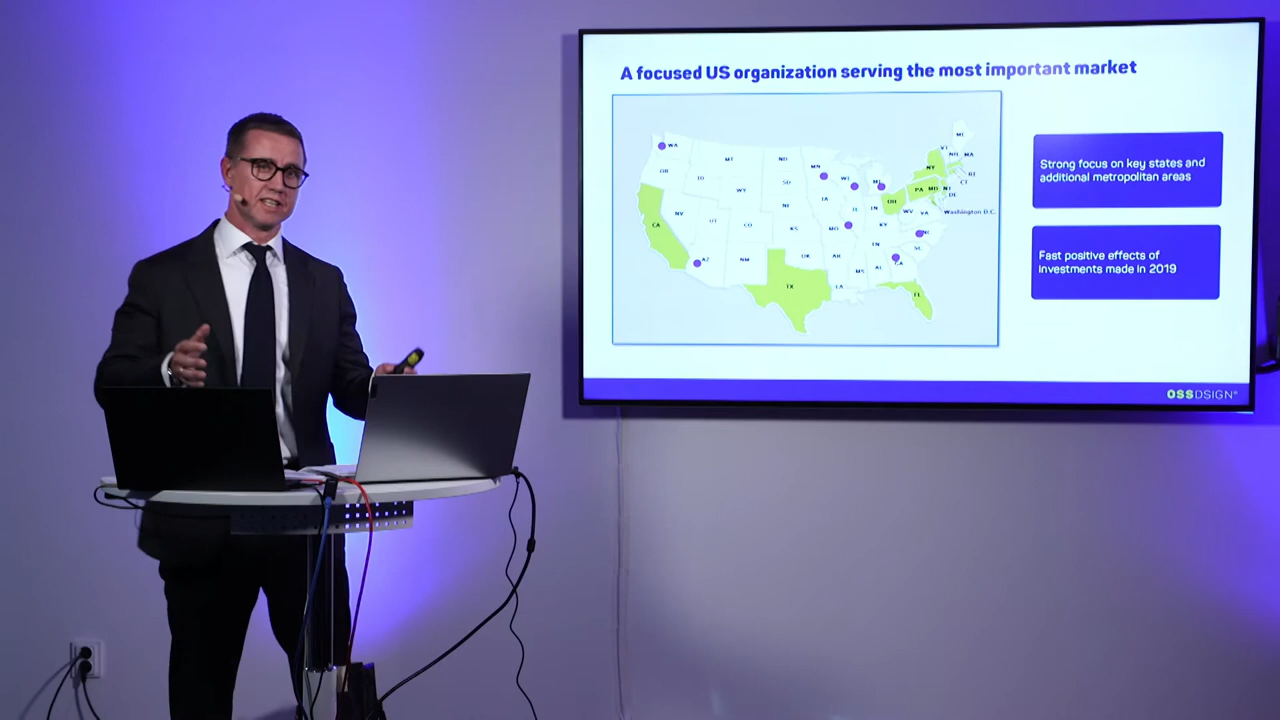 A focused US organization serving the most important market
WA
OR
CA
NV
ID
MT
WY
UT
AZ
CO
NM
ND
SD
NE
KS
OK
TX
MN
IA
MO
AR
LA
WI
IL
MS
MI
IN
KY
TN
AL
OH
WV
VA
NC
SC
GA
FL
PA
NY
VT
NH
MA
ME
RI
CT
NJ
DE
MD
Washington D.C.
Strong focus on key states and
additional metropolitan areas
Fast positive effects of
investments made in 2019
OSSDSIGN®